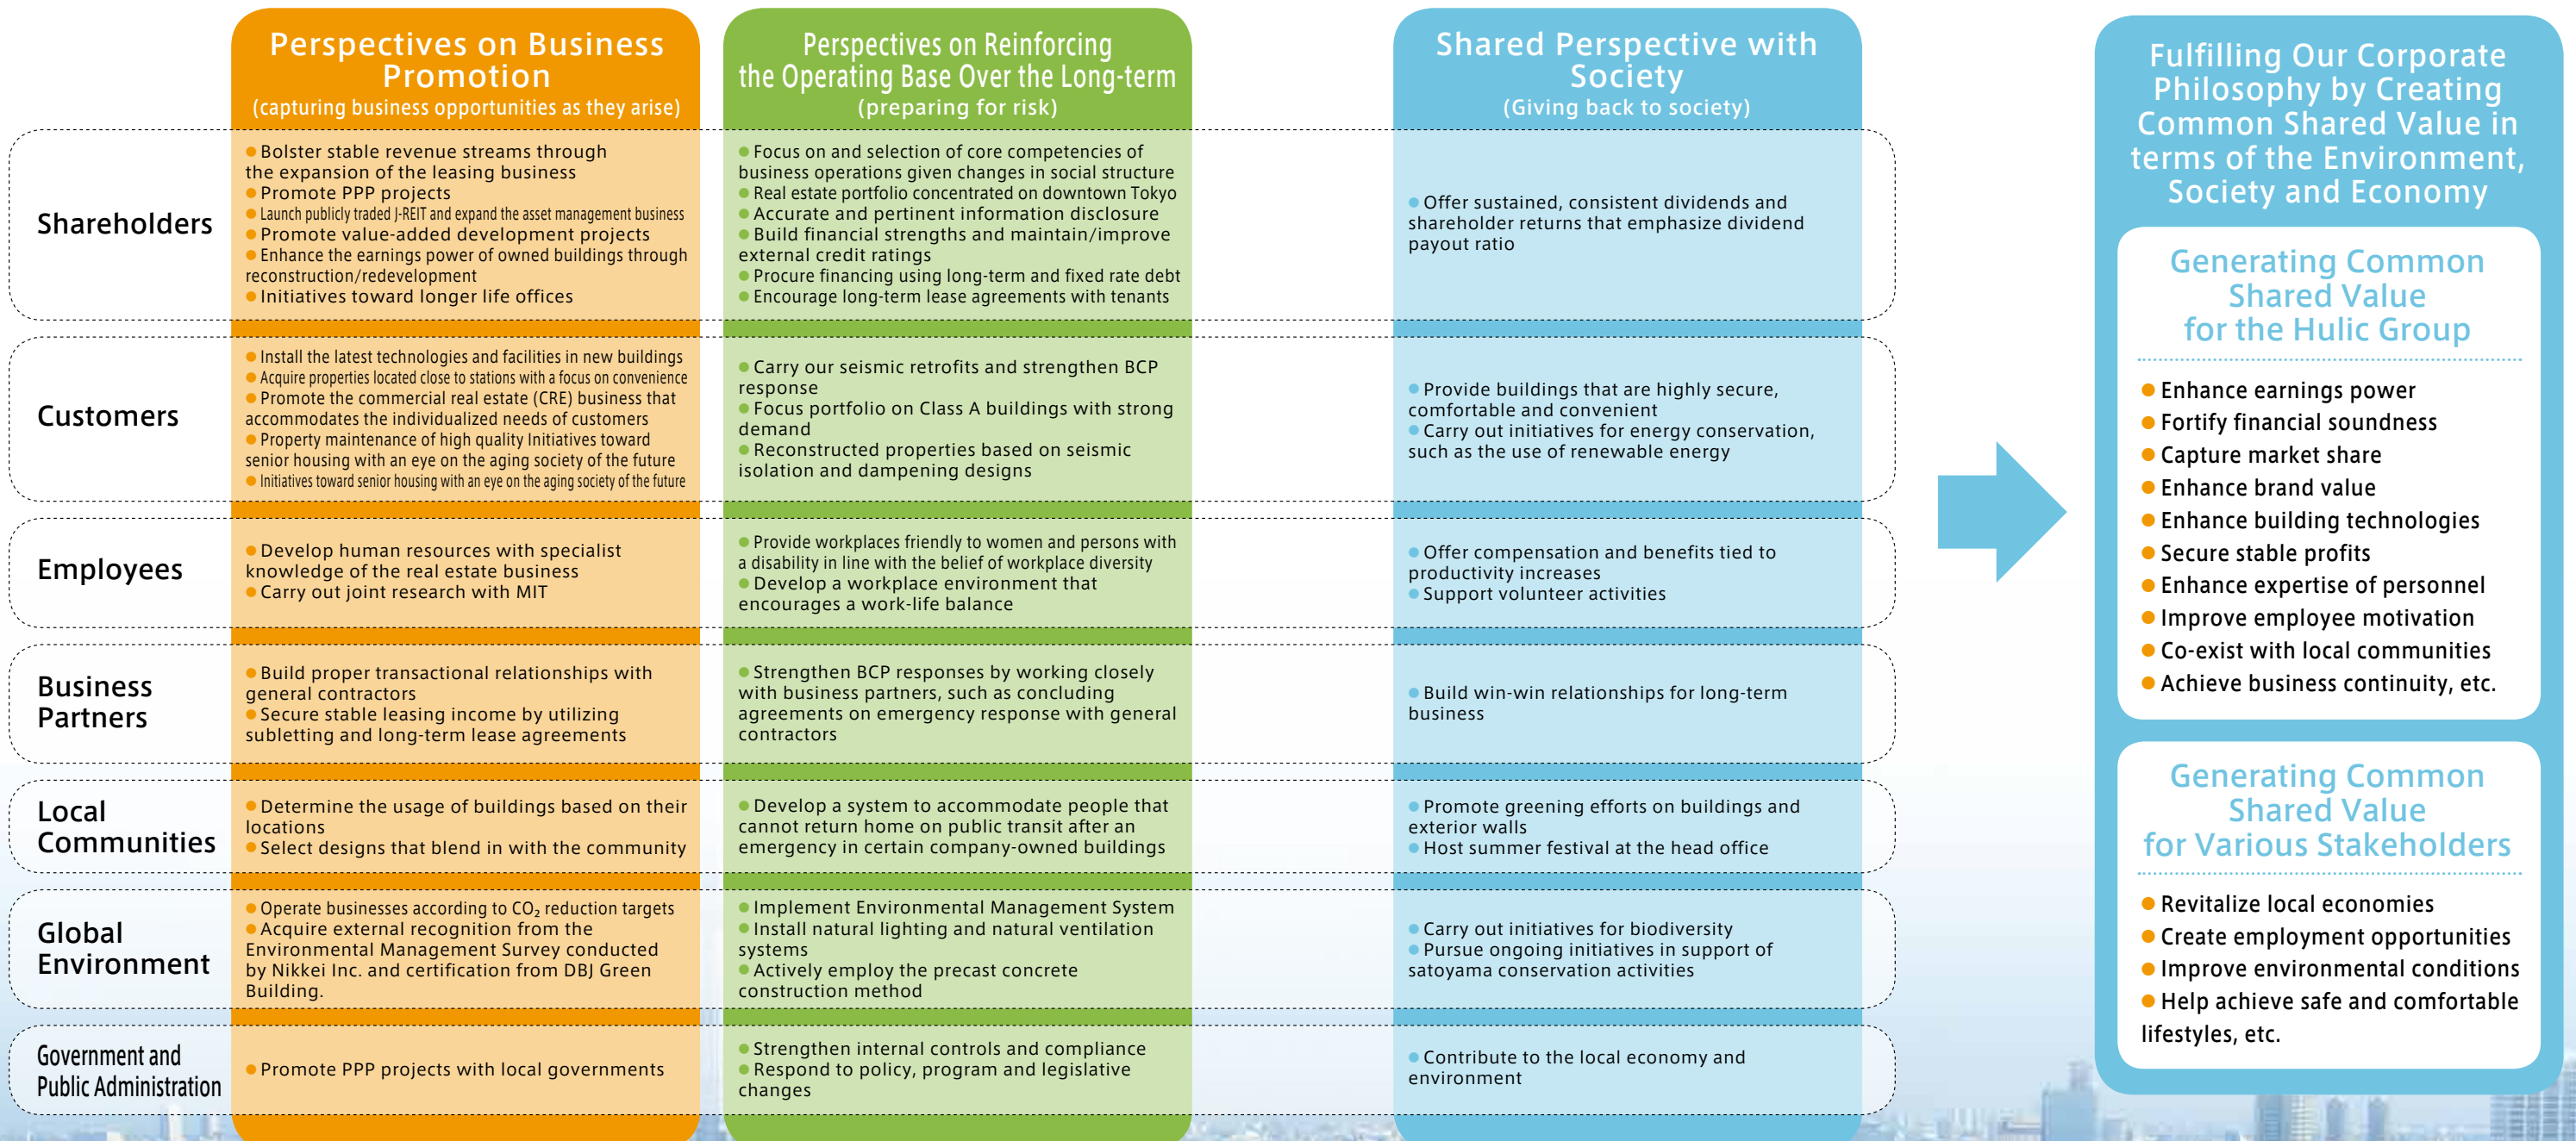 Perspectives on Business
Promotion
(capturing business opportunities as they arise)
Perspectives on Reinforcing
the Operating Base Over the Long-term
(preparing for risk)
Shared Perspective with
Society
(Giving back to society)
Shareholders
● Bolster stable revenue streams through
the expansion of the leasing business
● Promote PPP projects
● Launch publicly traded J-REIT and expand the asset management business
● Promote value-added development projects
● Enhance the earnings power of owned buildings through
reconstruction/redevelopment
● Initiatives toward longer life offices
● Focus on and selection of core competencies of
business operations given changes in social structure
● Real estate portfolio concentrated on downtown Tokyo
● Accurate and pertinent information disclosure
● Build financial strengths and maintain/improve
external credit ratings
● Procure financing using long-term and fixed rate debt
● Encourage long-term lease agreements with tenants
● Offer sustained, consistent dividends and
shareholder returns that emphasize dividend
payout ratio
Customers
● Install the latest technologies and facilities in new buildings
● Acquire properties located close to stations with a focus on convenience
● Promote the commercial real estate (CRE) business that
accommodates the individualized needs of customers
● Property maintenance of high quality Initiatives toward
senior housing with an eye on the aging society of the future
● Initiatives toward senior housing with an eye on the aging society of the future
● Carry our seismic retrofits and strengthen BCP
response
● Focus portfolio on Class A buildings with strong
demand
● Reconstructed properties based on seismic
isolation and dampening designs
● Provide buildings that are highly secure,
comfortable and convenient
● Carry out initiatives for energy conservation,
such as the use of renewable energy
Employees
● Develop human resources with specialist
knowledge of the real estate business
● Carry out joint research with MIT
● Provide workplaces friendly to women and persons with
a disability in line with the belief of workplace diversity
● Develop a workplace environment that
encourages a work-life balance
● Offer compensation and benefits tied to
productivity increases
● Support volunteer activities
Business
Partners
● Build proper transactional relationships with
general contractors
● Secure stable leasing income by utilizing
subletting and long-term lease agreements
● Strengthen BCP responses by working closely
with business partners, such as concluding
agreements on emergency response with general
contractors
● Build win-win relationships for long-term
business
Local
Communities
● Determine the usage of buildings based on their
locations
● Select designs that blend in with the community
● Develop a system to accommodate people that
cannot return home on public transit after an
emergency in certain company-owned buildings
● Promote greening efforts on buildings and
exterior walls
● Host summer festival at the head office
Global
Environment
● Operate businesses according to CO₂ reduction targets
● Acquire external recognition from the
Environmental Management Survey conducted
by Nikkei Inc. and certification from DBJ Green
Building.
● Implement Environmental Management System
● Install natural lighting and natural ventilation
systems
● Actively employ the precast concrete
construction method
● Carry out initiatives for biodiversity
● Pursue ongoing initiatives in support of
satoyama conservation activities
Government and
Public Administration
● Promote PPP projects with local governments
● Strengthen internal controls and compliance
● Respond to policy, program and legislative
changes
● Contribute to the local economy and
environment
Fulfilling Our Corporate
Philosophy by Creating
Common Shared Value in
terms of the Environment,
Society and Economy
Generating Common
Shared Value
for the Hulic Group
● Enhance earnings power
● Fortify financial soundness
● Capture market share
● Enhance brand value
● Enhance building technologies
● Secure stable profits
● Enhance expertise of personnel
● Improve employee motivation
● Co-exist with local communities
● Achieve business continuity, etc.
Generating Common
Shared Value
for Various Stakeholders
● Revitalize local economies
● Create employment opportunities
● Improve environmental conditions
● Help achieve safe and comfortable
lifestyles, etc.